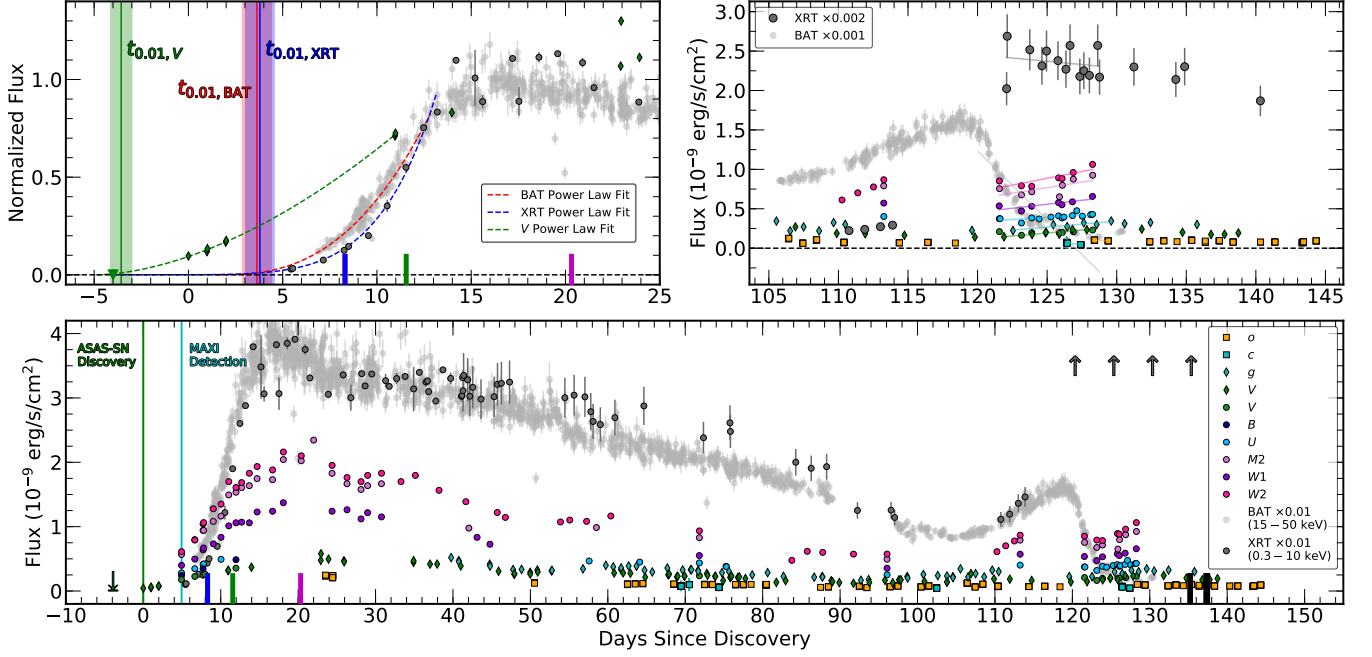 Normalized Flux
1.0
0.5
0.0
−5 0 5 10 15 20 25
t0.01, V
t0.01, BAT
t0.01, XRT
BAT Power Law Fit
XRT Power Law Fit
V Power Law Fit
Flux (10⁻⁹ erg/s/cm²)
3.0
2.5
2.0
1.5
1.0
0.5
0.0
105 110 115 120 125 130 135 140 145
XRT ×0.002
BAT ×0.001
Flux (10⁻⁹ erg/s/cm²)
4
3
2
1
0
−10 0 10 20 30 40 50 60 70 80 90 100 110 120 130 140 150
Days Since Discovery
ASAS-SN
Discovery
MAXI
Detection
o
c
g
V
V
B
U
M2
W1
W2
BAT ×0.01
(15 − 50 keV)
XRT ×0.01
(0.3 − 10 keV)